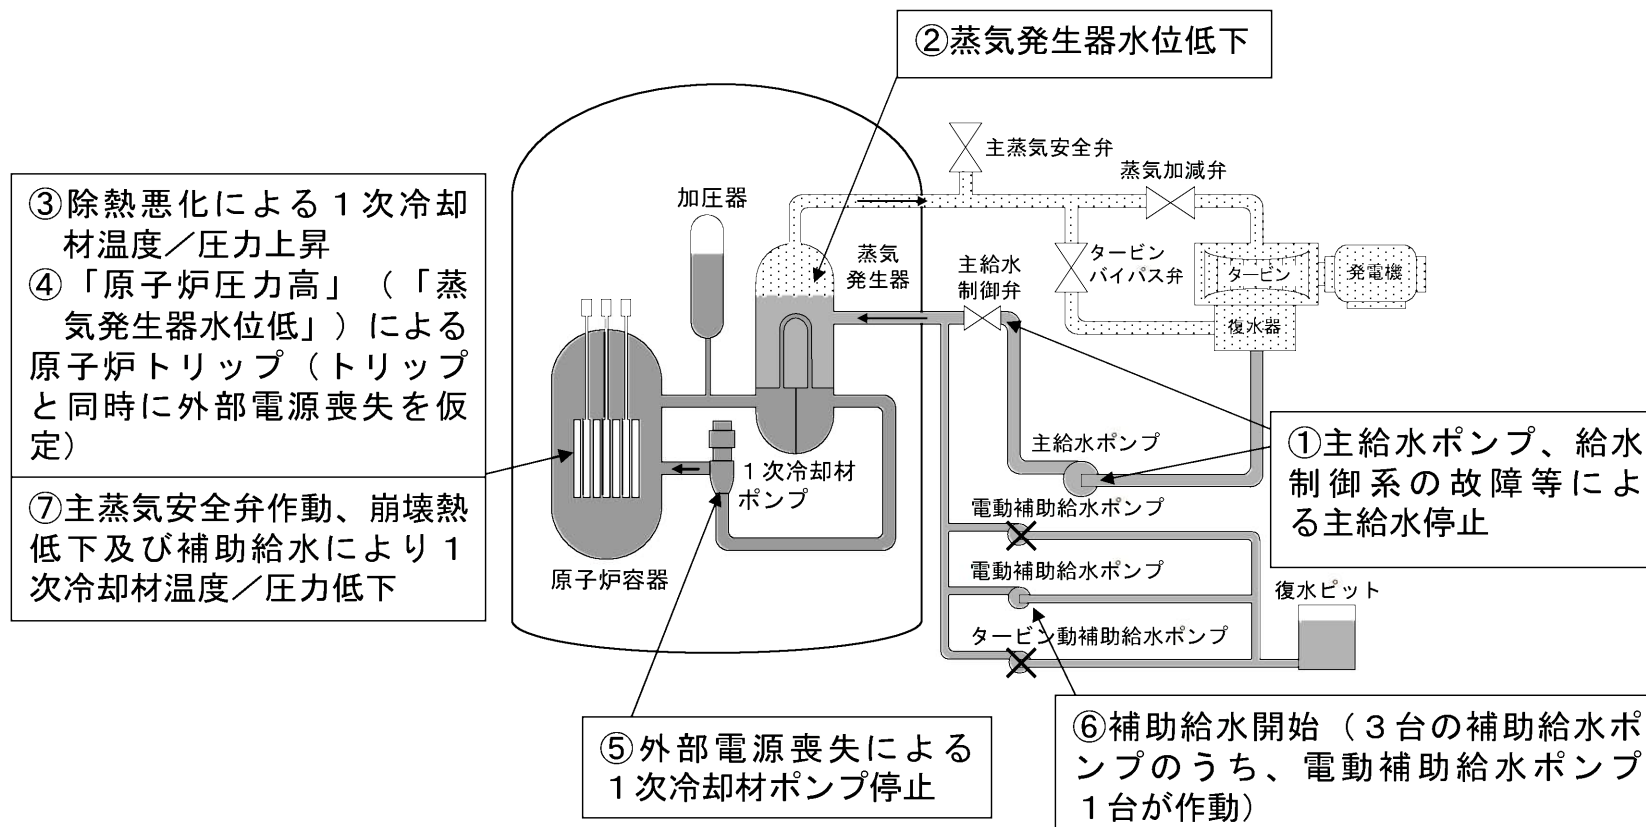 ②蒸気発生器水位低下
③除熱悪化による１次冷却
材温度／圧力上昇
④「原子炉圧力高」（「蒸
気発生器水位低」）による
原子炉トリップ（トリップ
と同時に外部電源喪失を仮
定）
⑦主蒸気安全弁作動、崩壊熱
低下及び補助給水により１
次冷却材温度／圧力低下
加圧器
蒸気
発生器
主蒸気安全弁
蒸気加減弁
主給水
制御弁
タービン
バイパス弁
タービン
発電機
復水器
主給水ポンプ
①主給水ポンプ、給水
制御系の故障等によ
る主給水停止
１次冷却材
ポンプ
原子炉容器
電動補助給水ポンプ
電動補助給水ポンプ
タービン動補助給水ポンプ
復水ピット
⑤外部電源喪失による
１次冷却材ポンプ停止
⑥補助給水開始（３台の補助給水ポ
ンプのうち、電動補助給水ポンプ
１台が作動）